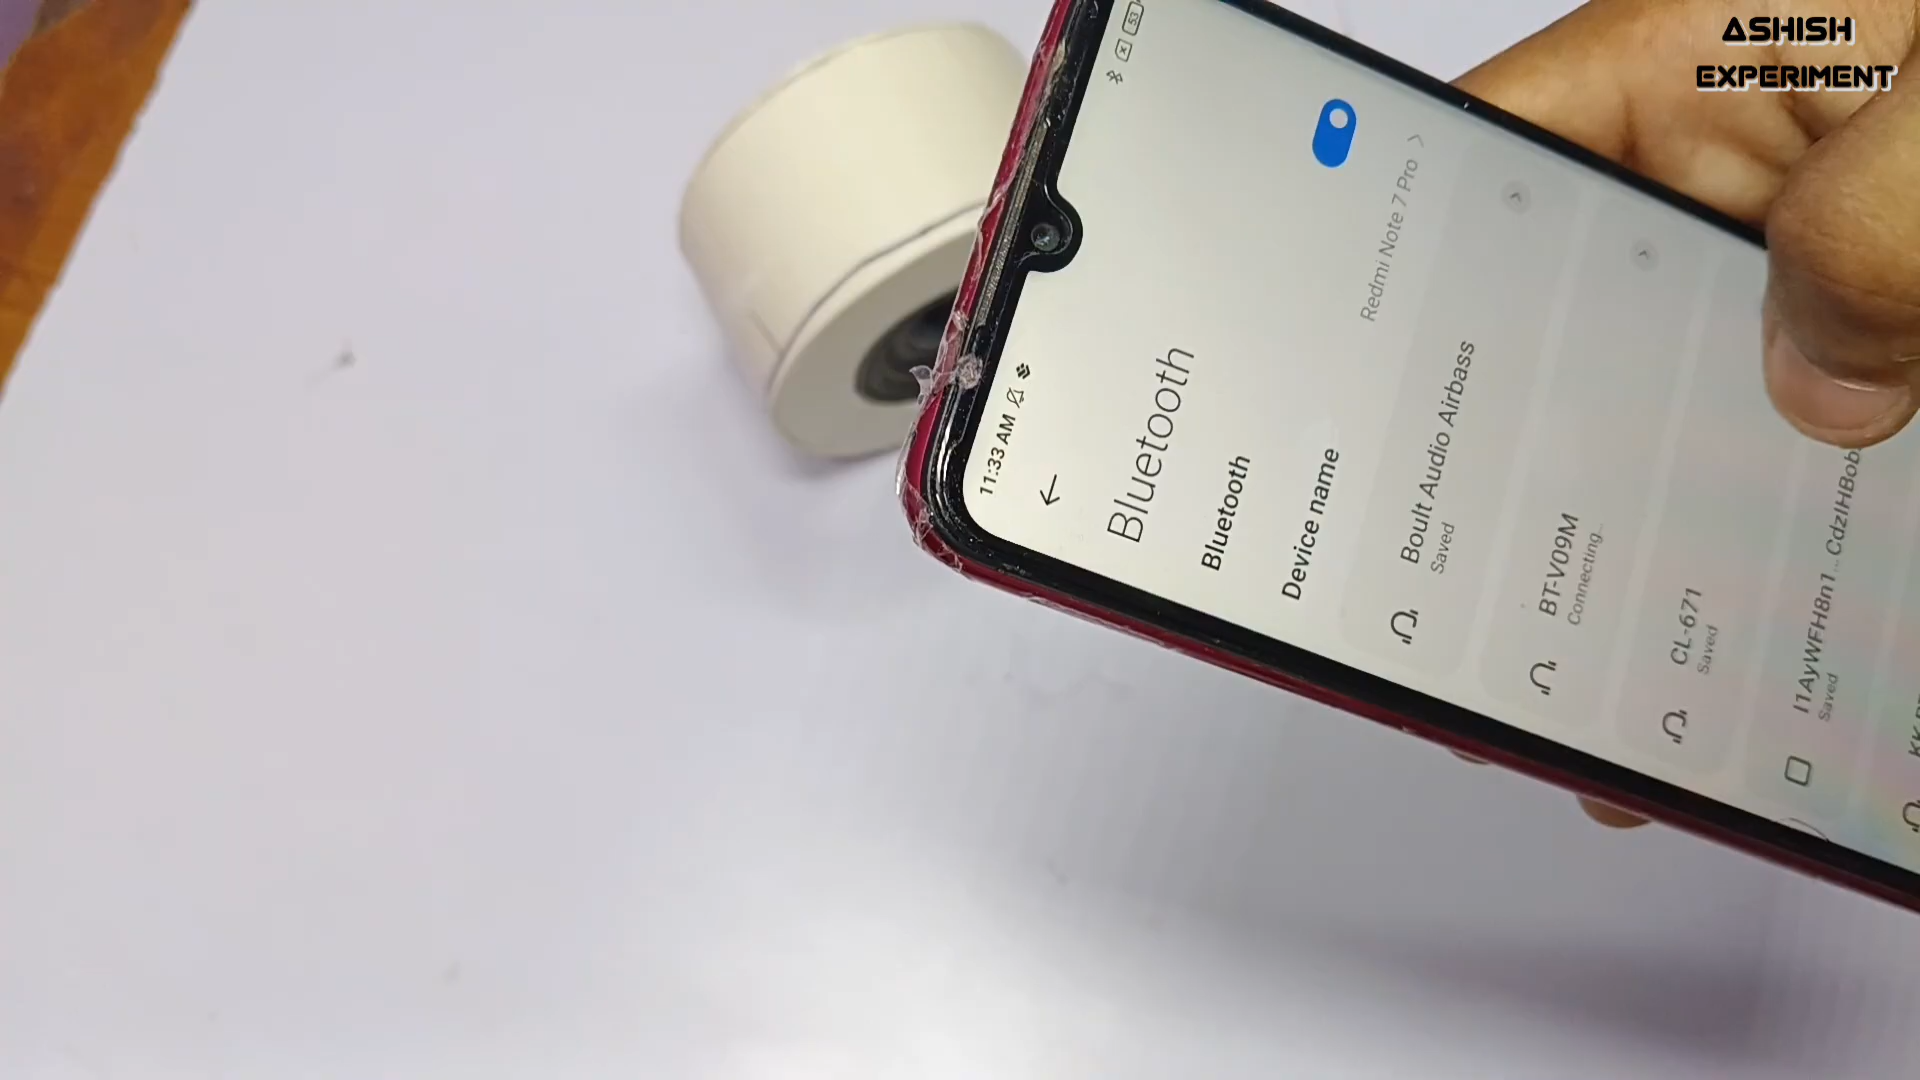 ASHISH
EXPERIMENT
11:33 AM
53
Bluetooth
Bluetooth
Device name
Redmi Note 7 Pro
Boult Audio Airbass
Saved
BT-V09M
Connecting...
CL-671
Saved
Saved